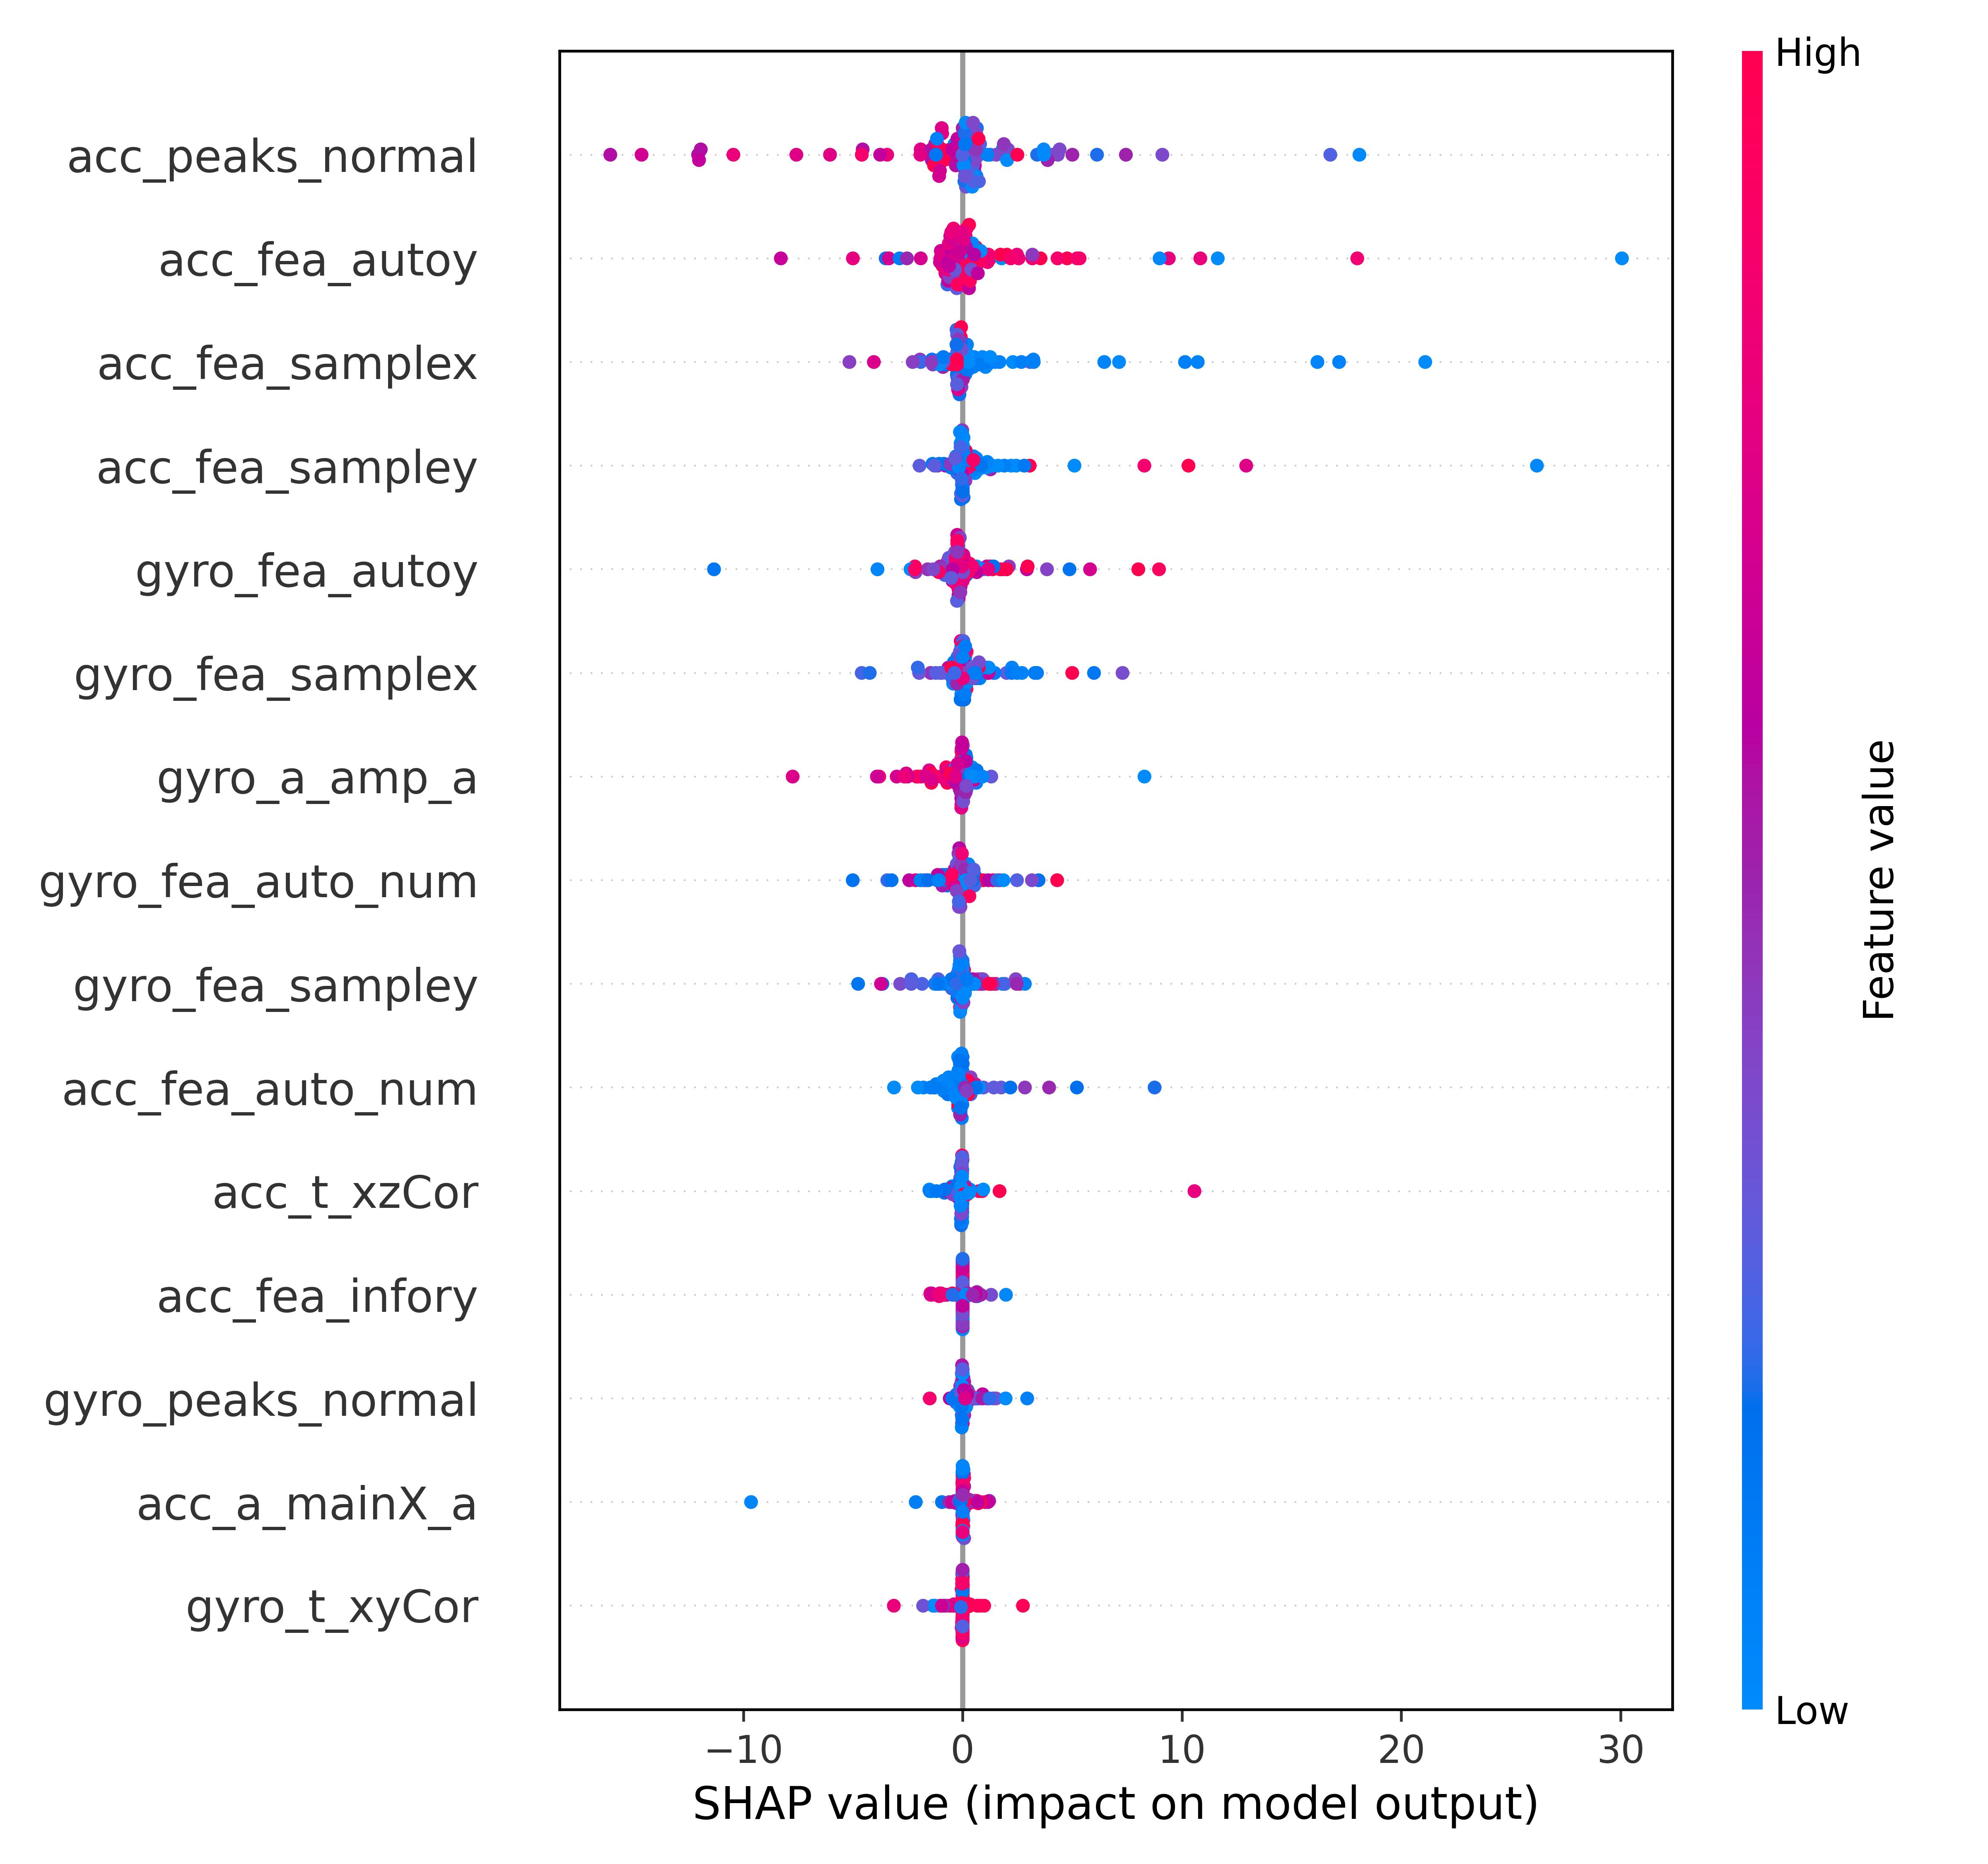 High
acc_peaks_normal
acc_fea_autoy
acc_fea_samplex
acc_fea_sampley
gyro_fea_autoy
gyro_fea_samplex
gyro_a_amp_a
gyro_fea_auto_num
gyro_fea_sampley
acc_fea_auto_num
acc_t_xzCor
acc_fea_infory
gyro_peaks_normal
acc_a_mainX_a
gyro_t_xyCor
Feature value
Low
−10 0 10 20 30
SHAP value (impact on model output)